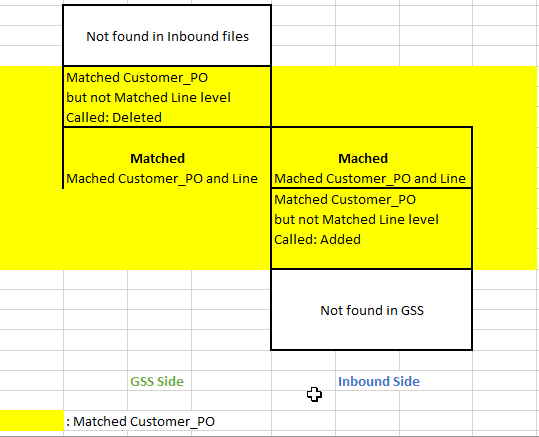 Not found in Inbound files
Matched Customer_PO
but not Matched Line level
Called: Deleted
Matched
Mached Customer_PO and Line
Mached
Mached Customer_PO and Line
Matched Customer_PO
but not Matched Line level
Called: Added
Not found in GSS
GSS Side
Inbound Side
: Matched Customer_PO